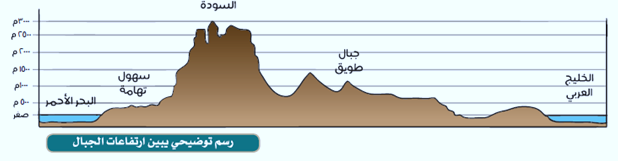 السودة
٣٠٠٠م
٢٥٠٠م
٢٠٠٠م
١٥٠٠م
١٠٠٠م
٥٠٠م
صفر
جبال
طويق
سهول
تهامة
الخليج
العربي
البحر الأحمر
رسم توضيحي يبين ارتفاعات الجبال